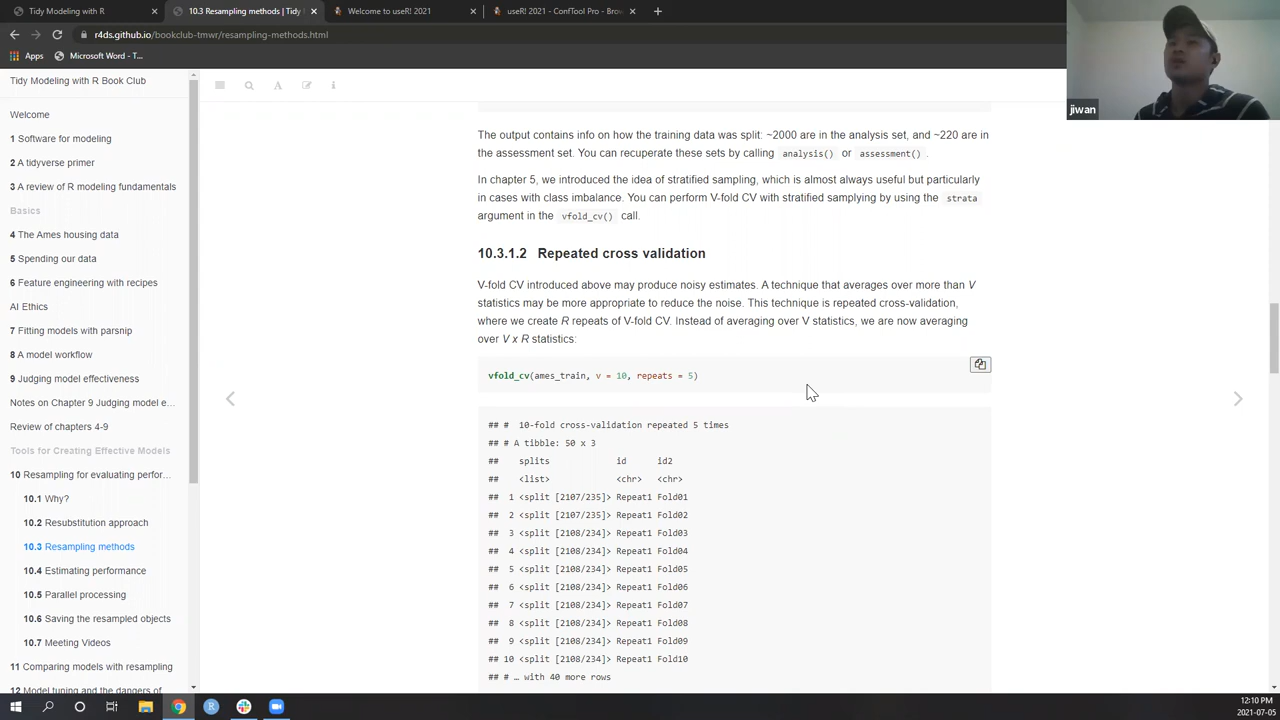 Tidy Modeling with R
10.3 Resampling methods | Tidy
Welcome to useR! 2021
useR! 2021 - ConfTool Pro - Brow
r4ds.github.io/bookclub-tmwr/resampling-methods.html
Apps
Microsoft Word - T...
jiwan
Tidy Modeling with R Book Club
Welcome
1 Software for modeling
2 A tidyverse primer
3 A review of R modeling fundamentals
Basics
4 The Ames housing data
5 Spending our data
6 Feature engineering with recipes
AI Ethics
7 Fitting models with parsnip
8 A model workflow
9 Judging model effectiveness
Notes on Chapter 9 Judging model e...
Review of chapters 4-9
Tools for Creating Effective Models
10 Resampling for evaluating perfor...
10.1 Why?
10.2 Resubstitution approach
10.3 Resampling methods
10.4 Estimating performance
10.5 Parallel processing
10.6 Saving the resampled objects
10.7 Meeting Videos
11 Comparing models with resampling
12 Model tuning and the dangers of
The output contains info on how the training data was split: ~2000 are in the analysis set, and ~220 are in
the assessment set. You can recuperate these sets by calling analysis() or assessment() .
In chapter 5, we introduced the idea of stratified sampling, which is almost always useful but particularly
in cases with class imbalance. You can perform V-fold CV with stratified samplying by using the strata
argument in the vfold_cv() call.
10.3.1.2 Repeated cross validation
V-fold CV introduced above may produce noisy estimates. A technique that averages over more than V
statistics may be more appropriate to reduce the noise. This technique is repeated cross-validation,
where we create R repeats of V-fold CV. Instead of averaging over V statistics, we are now averaging
over V x R statistics:
vfold_cv(ames_train, v = 10, repeats = 5)
## # 10-fold cross-validation repeated 5 times
## # A tibble: 50 x 3
## splits id id2
## <list> <chr> <chr>
## 1 <split [2107/235]> Repeat1 Fold01
## 2 <split [2107/235]> Repeat1 Fold02
## 3 <split [2108/234]> Repeat1 Fold03
## 4 <split [2108/234]> Repeat1 Fold04
## 5 <split [2108/234]> Repeat1 Fold05
## 6 <split [2108/234]> Repeat1 Fold06
## 7 <split [2108/234]> Repeat1 Fold07
## 8 <split [2108/234]> Repeat1 Fold08
## 9 <split [2108/234]> Repeat1 Fold09
## 10 <split [2108/234]> Repeat1 Fold10
## # … with 40 more rows
12:10 PM
2021-07-05